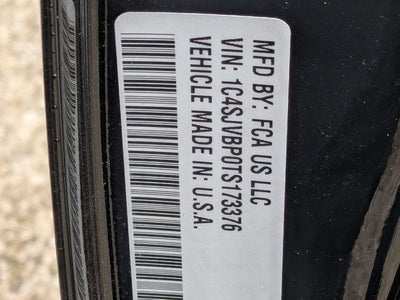 MFD BY: FCA US LLC
VIN: 1C4SJVBP0TS173376
VEHICLE MADE IN: U.S.A.